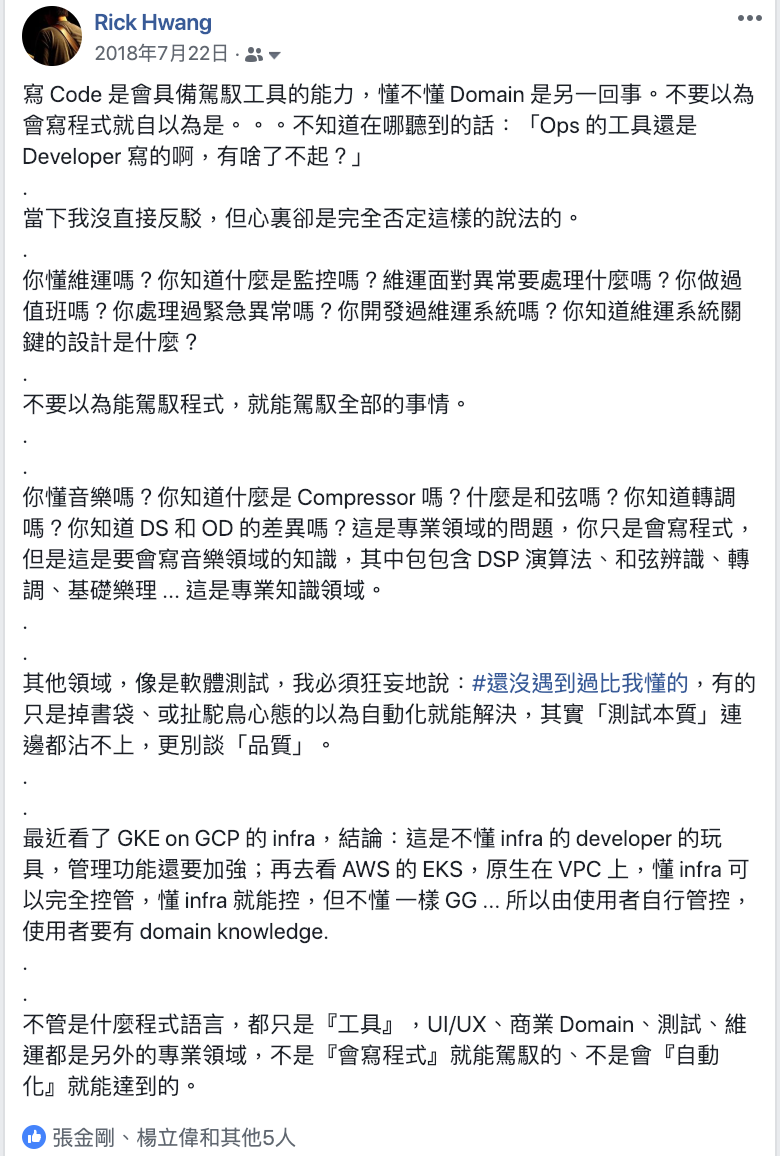 Rick Hwang
2018年7月22日 ·
寫 Code 是會具備駕馭工具的能力，懂不懂 Domain 是另一回事。不要以為
會寫程式就自以為是。。。不知道在哪聽到的話：「Ops 的工具還是
Developer 寫的啊，有啥了不起？」
.
當下我沒直接反駁，但心裏卻是完全否定這樣的說法的。
.
你懂維運嗎？你知道什麼是監控嗎？維運面對異常要處理什麼嗎？你做過
值班嗎？你處理過緊急異常嗎？你開發過維運系統嗎？你知道維運系統關
鍵的設計是什麼？
.
不要以為能駕馭程式，就能駕馭全部的事情。
.
.
你懂音樂嗎？你知道什麼是 Compressor 嗎？什麼是和弦嗎？你知道轉調
嗎？你知道 DS 和 OD 的差異嗎？這是專業領域的問題，你只是會寫程式，
但是這是要會寫音樂領域的知識，其中包包含 DSP 演算法、和弦辨識、轉
調、基礎樂理 ... 這是專業知識領域。
.
.
其他領域，像是軟體測試，我必須狂妄地說：#還沒遇到過比我懂的，有的
只是掉書袋、或扯駝鳥心態的以為自動化就能解決，其實「測試本質」連
邊都沾不上，更別談「品質」。
.
.
最近看了 GKE on GCP 的 infra，結論：這是不懂 infra 的 developer 的玩
具，管理功能還要加強；再去看 AWS 的 EKS，原生在 VPC 上，懂 infra 可
以完全控管，懂 infra 就能控，但不懂 一樣 GG ... 所以由使用者自行管控，
使用者要有 domain knowledge.
.
.
不管是什麼程式語言，都只是『工具』，UI/UX、商業 Domain、測試、維
運都是另外的專業領域，不是『會寫程式』就能駕馭的、不是會『自動
化』就能達到的。
張金剛、楊立偉和其他5人